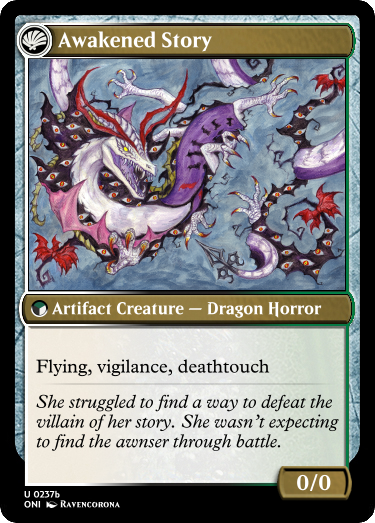 Awakened Story
Artifact Creature — Dragon Horror
Flying, vigilance, deathtouch
She struggled to find a way to defeat the
villain of her story. She wasn't expecting
to find the awnser through battle.
0/0
U 0237b
ONI Ravencorona